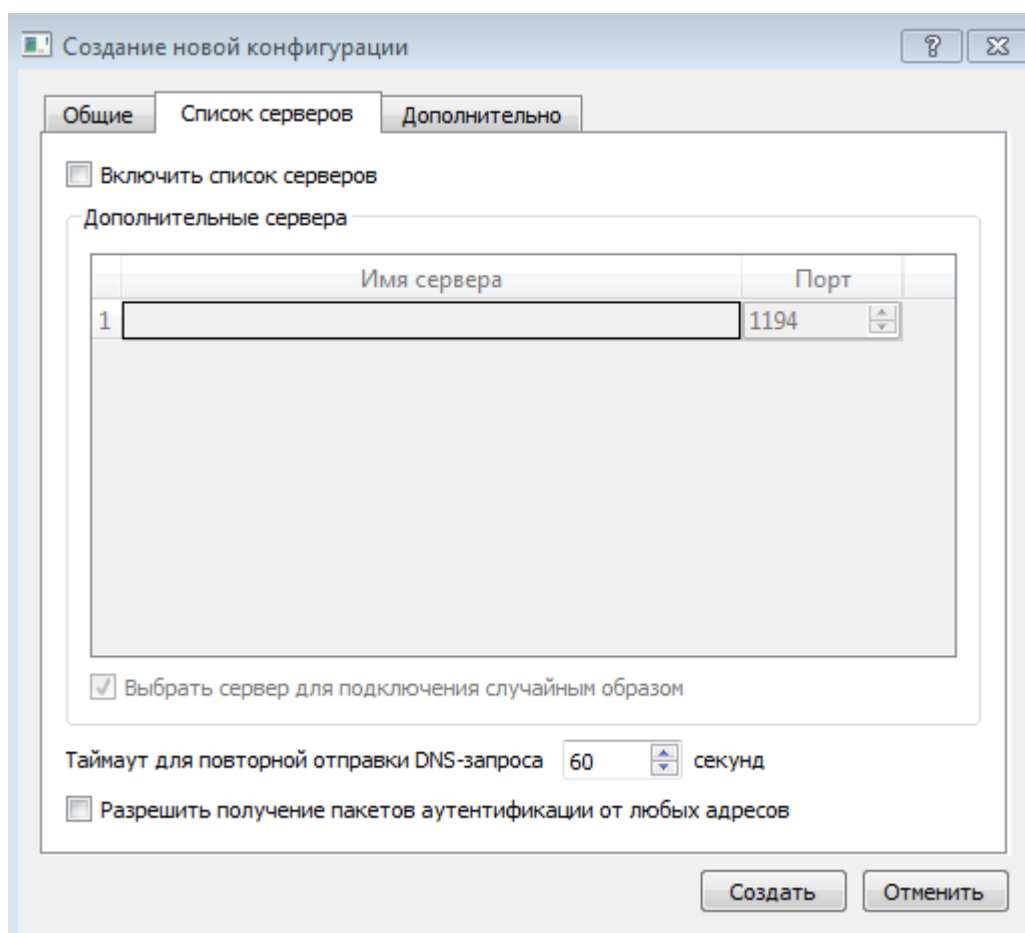 Создание новой конфигурации
Общие Список серверов Дополнительно
Включить список серверов
Дополнительные сервера
Имя сервера Порт
1 1194
Выбрать сервер для подключения случайным образом
Таймаут для повторной отправки DNS-запроса 60 секунд
Разрешить получение пакетов аутентификации от любых адресов
Создать Отменить